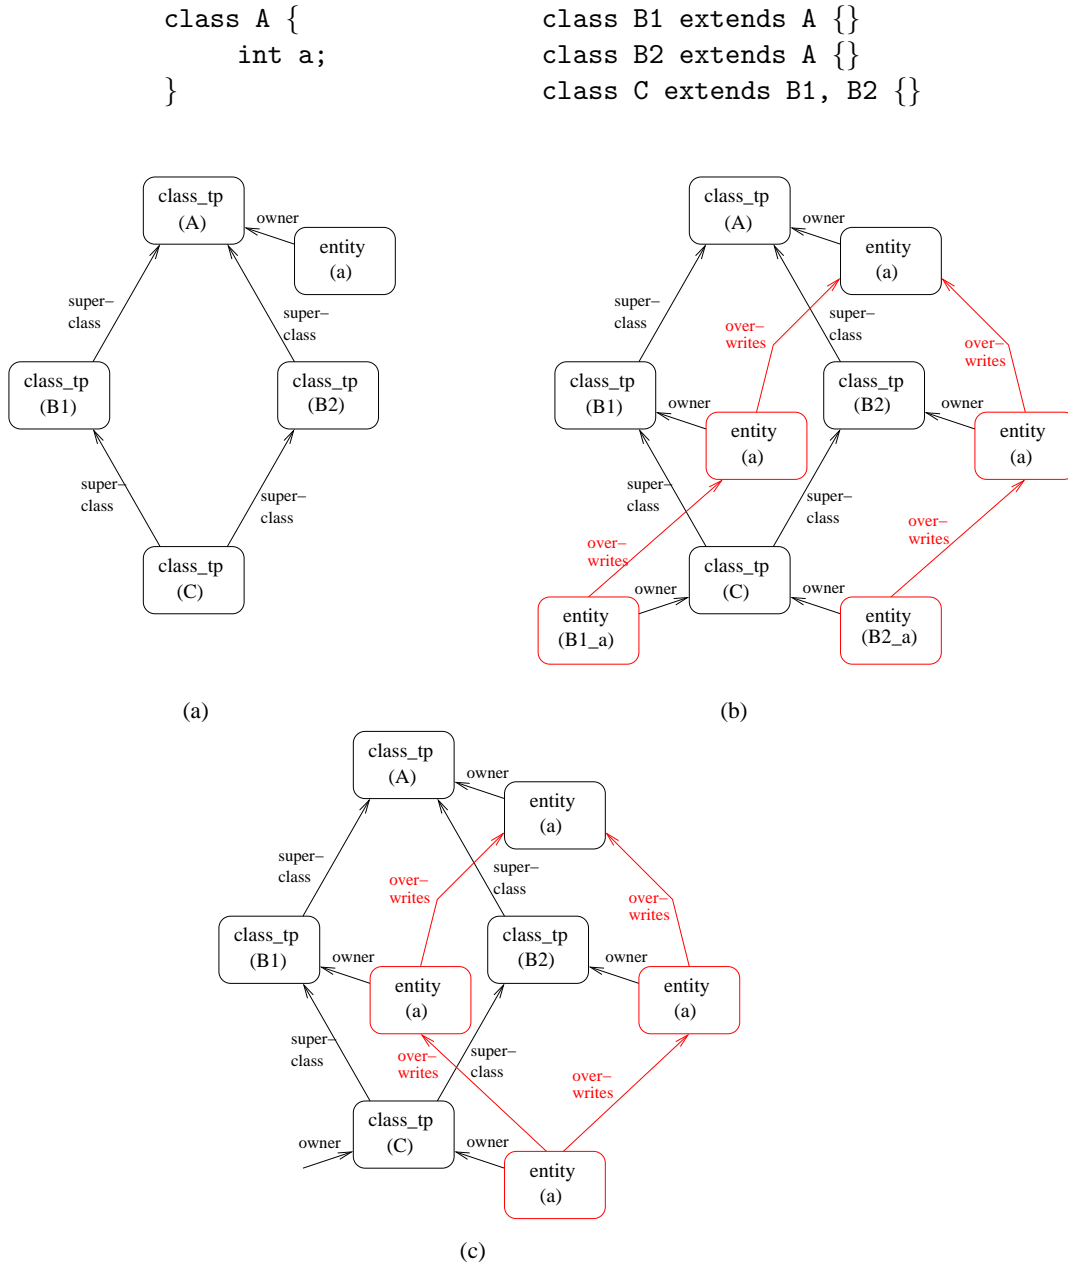 class A {
int a;
}
class B1 extends A {}
class B2 extends A {}
class C extends B1, B2 {}
class_tp
(A)
owner
entity
(a)
super–
class
super–
class
class_tp
(B1)
class_tp
(B2)
super–
class
super–
class
class_tp
(C)
(a)
class_tp
(A)
owner
entity
(a)
super–
class
over–
writes
super–
class
over–
writes
class_tp
(B1)
owner
entity
(a)
class_tp
(B2)
owner
entity
(a)
super–
class
super–
class
over–
writes
over–
writes
class_tp
(C)
owner
entity
(B1_a)
owner
entity
(B2_a)
(b)
class_tp
(A)
owner
entity
(a)
super–
class
over–
writes
super–
class
over–
writes
class_tp
(B1)
owner
entity
(a)
class_tp
(B2)
owner
entity
(a)
super–
class
over–
writes
super–
class
over–
writes
owner
class_tp
(C)
owner
entity
(a)
(c)